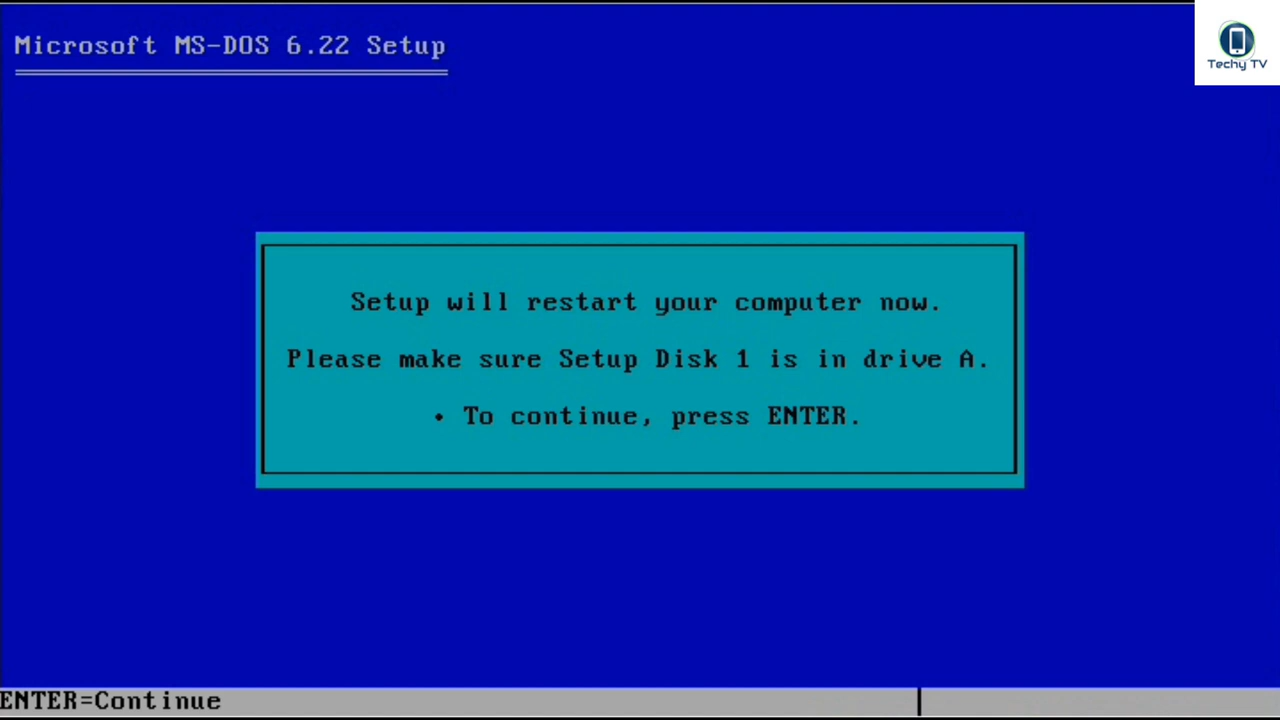 Microsoft MS-DOS 6.22 Setup
Techy TV
Setup will restart your computer now.
Please make sure Setup Disk 1 is in drive A.
• To continue, press ENTER.
ENTER=Continue